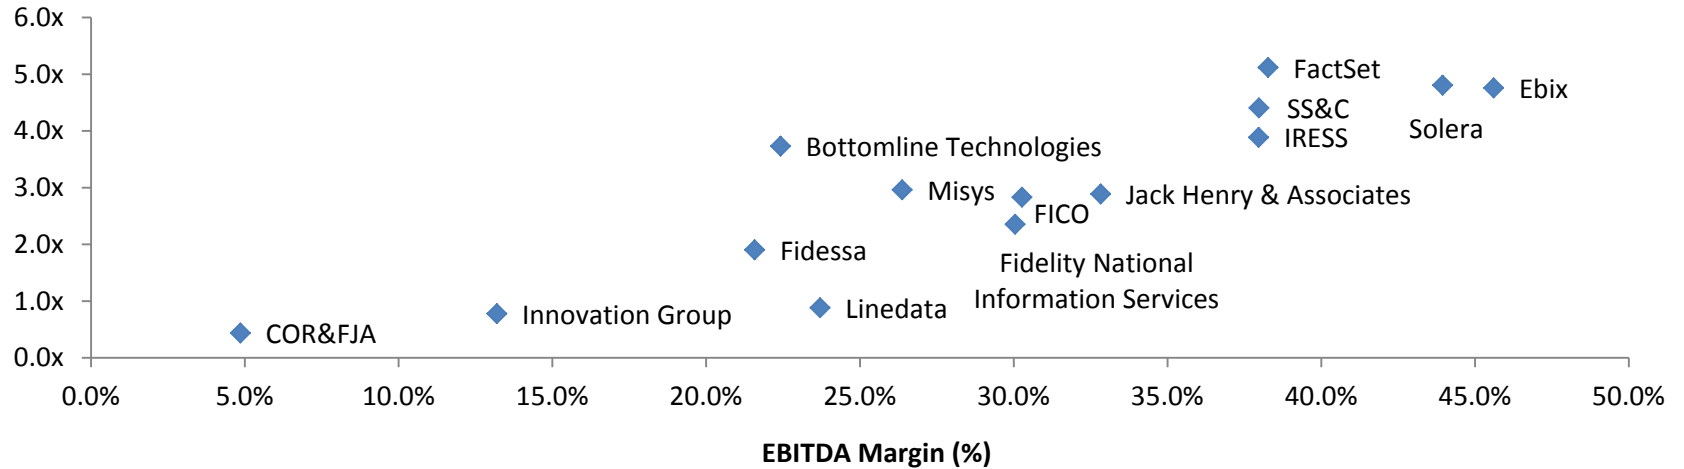 6.0x
5.0x
4.0x
3.0x
2.0x
1.0x
0.0x
FactSet
Ebix
SS&C
Solera
IRESS
Bottomline Technologies
Misys
Jack Henry & Associates
FICO
Fidessa
Fidelity National
Information Services
Linedata
Innovation Group
COR&FJA
0.0% 5.0% 10.0% 15.0% 20.0% 25.0% 30.0% 35.0% 40.0% 45.0% 50.0%
EBITDA Margin (%)